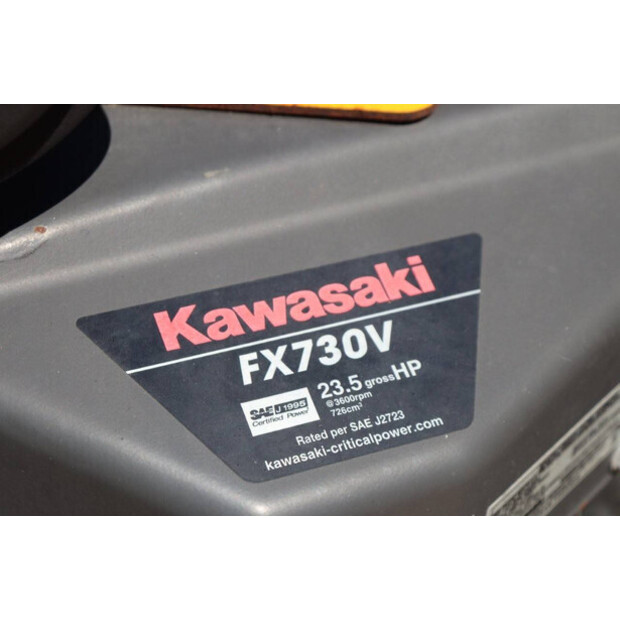 Kawasaki
FX730V
23.5 gross HP
@3600rpm
726cm³
SAE J1995
Certified Power
Rated per SAE J2723
kawasaki-criticalpower.com